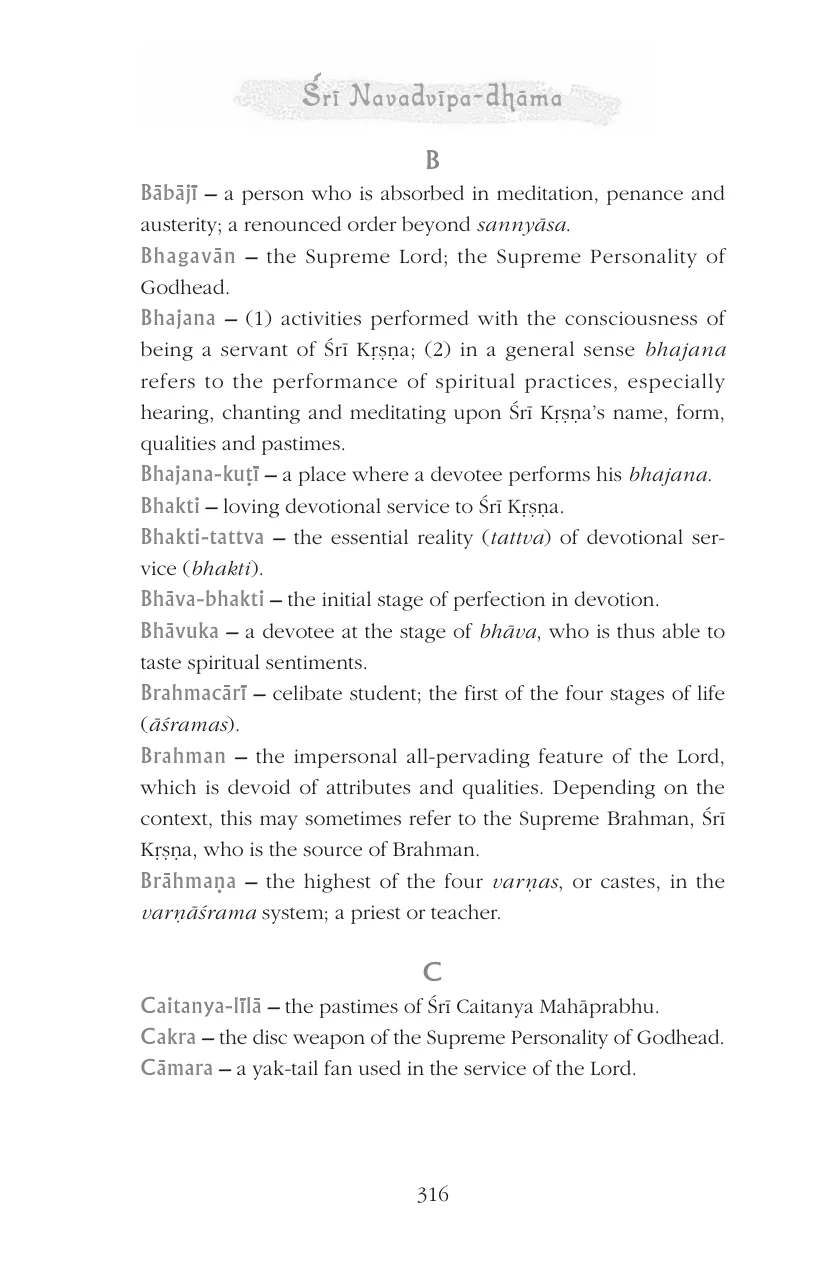 Śrī Navadvīpa-dhāma
B
Bābājī – a person who is absorbed in meditation, penance and
austerity; a renounced order beyond sannyāsa.
Bhagavān – the Supreme Lord; the Supreme Personality of
Godhead.
Bhajana – (1) activities performed with the consciousness of
being a servant of Śrī Kṛṣṇa; (2) in a general sense bhajana
refers to the performance of spiritual practices, especially
hearing, chanting and meditating upon Śrī Kṛṣṇa’s name, form,
qualities and pastimes.
Bhajana-kuṭī – a place where a devotee performs his bhajana.
Bhakti – loving devotional service to Śrī Kṛṣṇa.
Bhakti-tattva – the essential reality (tattva) of devotional ser-
vice (bhakti).
Bhāva-bhakti – the initial stage of perfection in devotion.
Bhāvuka – a devotee at the stage of bhāva, who is thus able to
taste spiritual sentiments.
Brahmacārī – celibate student; the first of the four stages of life
(āśramas).
Brahman – the impersonal all-pervading feature of the Lord,
which is devoid of attributes and qualities. Depending on the
context, this may sometimes refer to the Supreme Brahman, Śrī
Kṛṣṇa, who is the source of Brahman.
Brāhmaṇa – the highest of the four varṇas, or castes, in the
varṇāśrama system; a priest or teacher.
C
Caitanya-līlā – the pastimes of Śrī Caitanya Mahāprabhu.
Cakra – the disc weapon of the Supreme Personality of Godhead.
Cāmara – a yak-tail fan used in the service of the Lord.
316